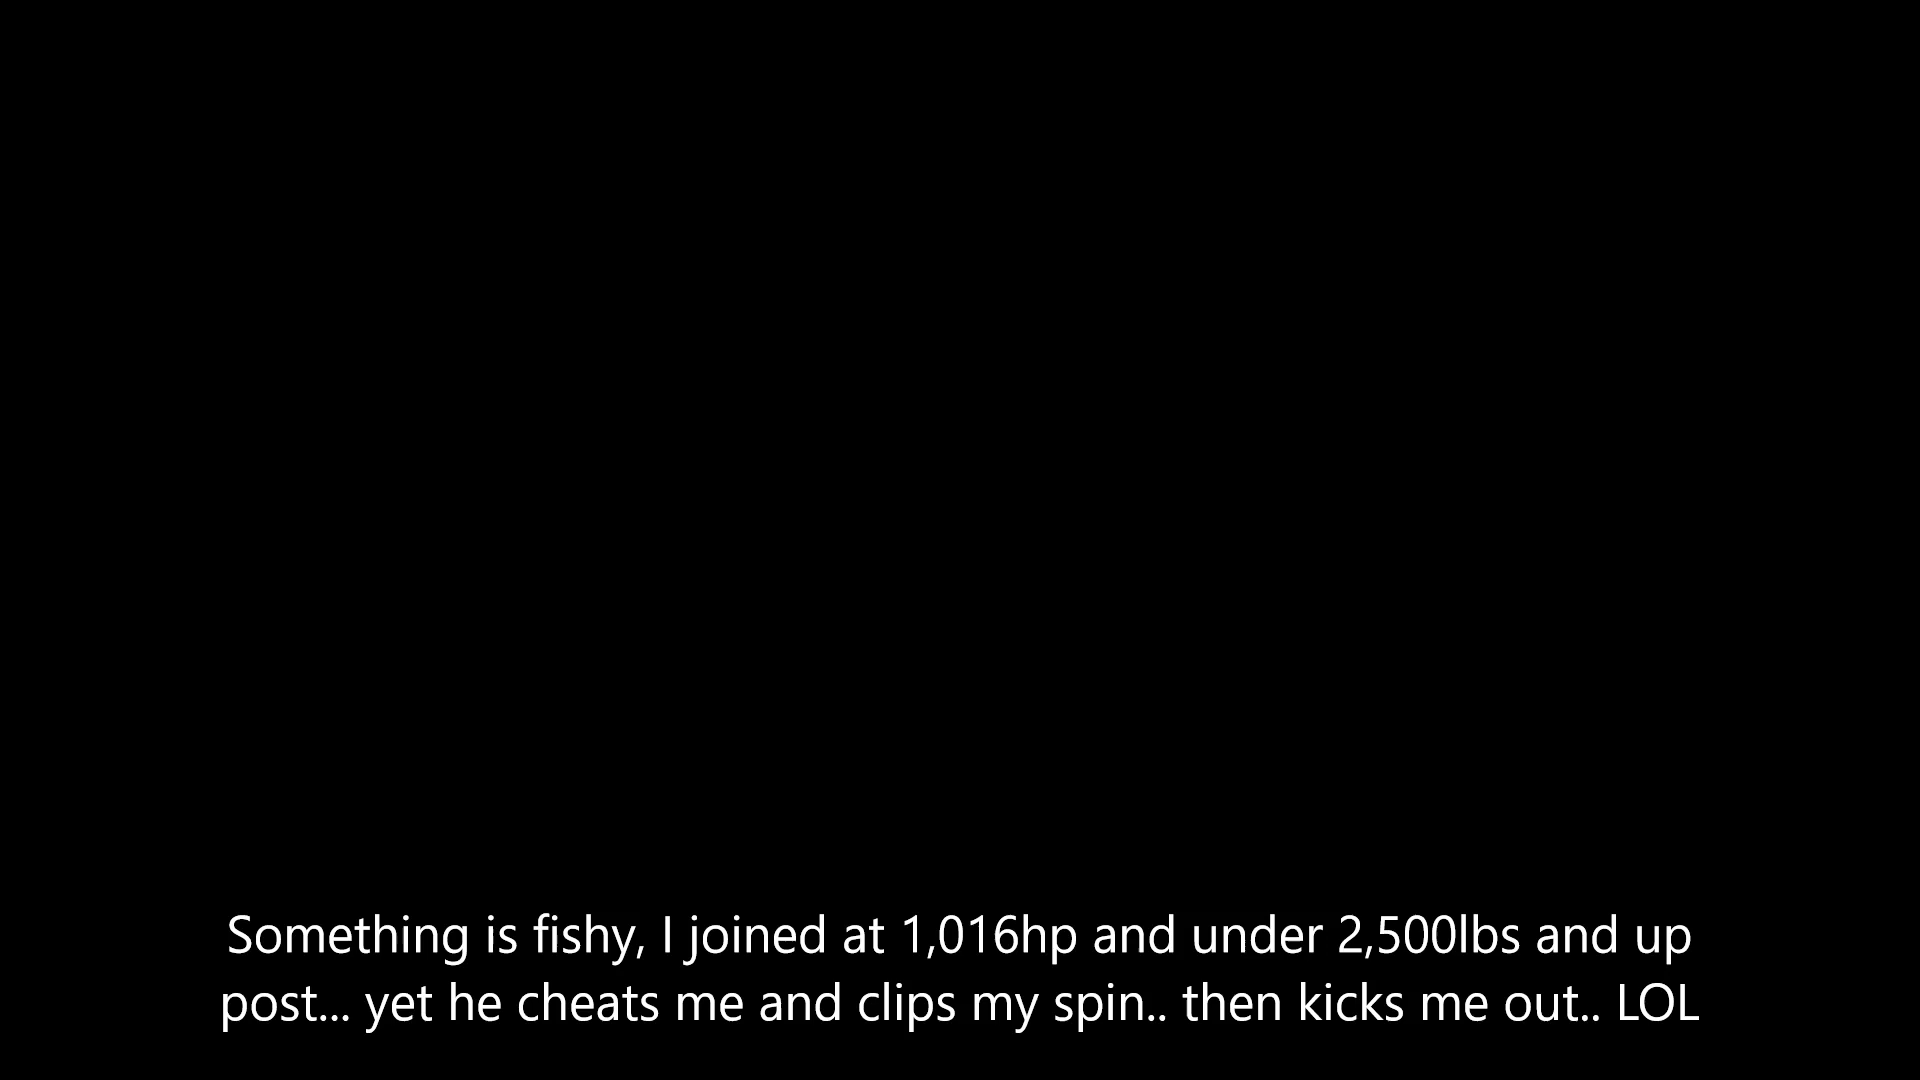 Something is fishy, I joined at 1,016hp and under 2,500lbs and up
post... yet he cheats me and clips my spin.. then kicks me out.. LOL